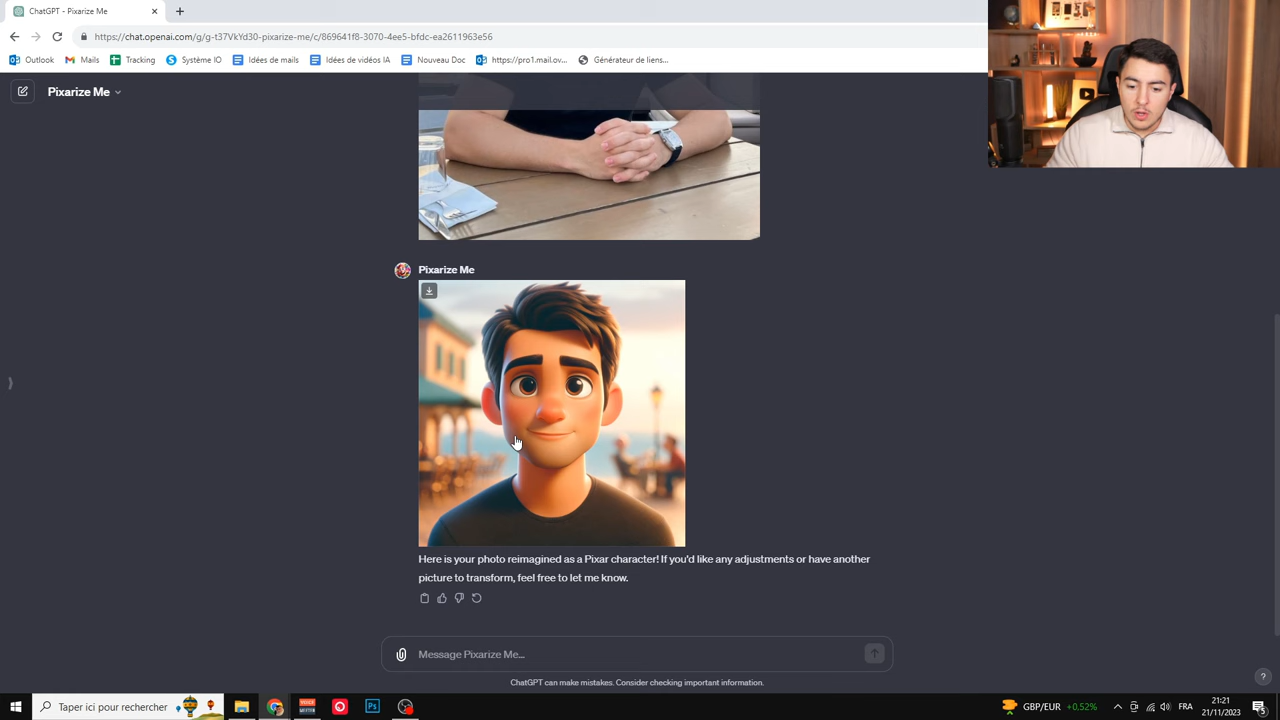 ChatGPT - Pixarize Me
https://chat.openai.com/g/g-t37VkYd30-pixarize-me/c/869641f8-3d70-4ee5-bfdc-ea2611963e56
Outlook Mails Tracking Système IO Idées de mails Idées de vidéos IA Nouveau Doc https://pro1.mail.ov... Générateur de liens...
Pixarize Me
Pixarize Me
Here is your photo reimagined as a Pixar character! If you'd like any adjustments or have another
picture to transform, feel free to let me know.
Message Pixarize Me...
ChatGPT can make mistakes. Consider checking important information.
Taper ici pour rechercher
GBP/EUR +0,52%
FRA
21:21
21/11/2023